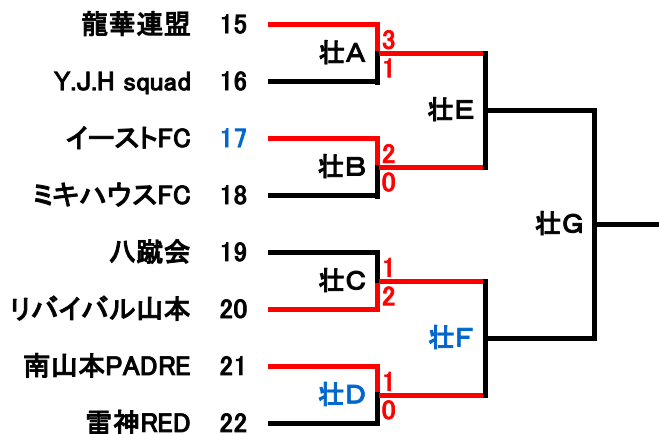 龍華連盟 15
3
壮A
1
Y.J.H squad 16
壮E
イーストFC 17
2
壮B
0
ミキハウスFC 18
壮G
八蹴会 19
1
壮C
2
リバイバル山本 20
壮F
南山本PADRE 21
1
壮D
0
雷神RED 22